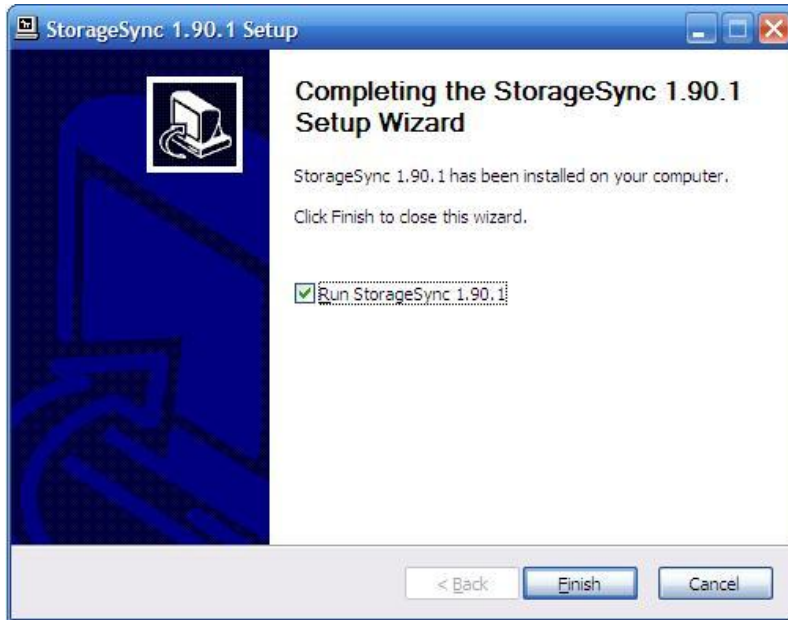 StorageSync 1.90.1 Setup
Completing the StorageSync 1.90.1
Setup Wizard
StorageSync 1.90.1 has been installed on your computer.
Click Finish to close this wizard.
Run StorageSync 1.90.1
< Back
Finish
Cancel